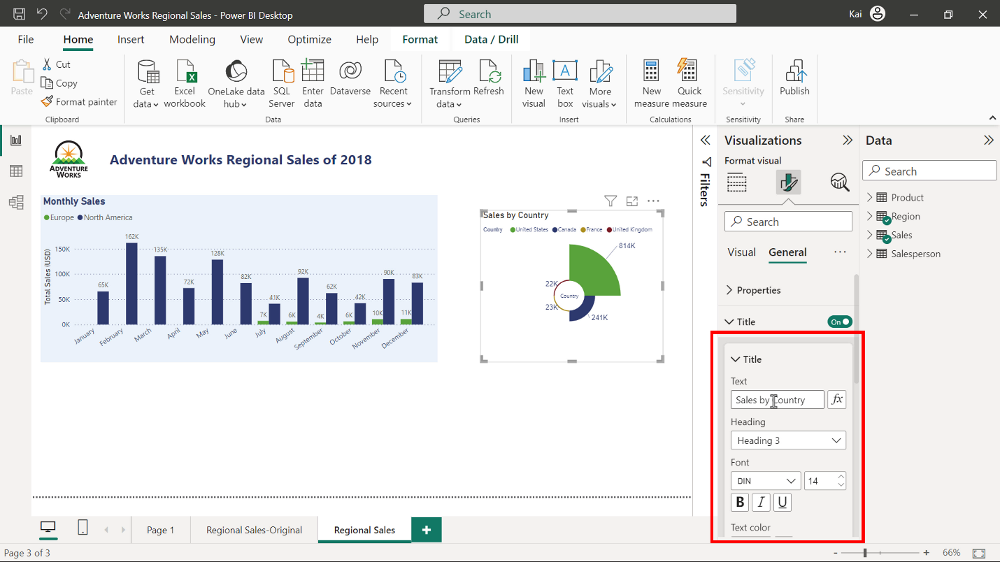 Adventure Works Regional Sales - Power BI Desktop
Search
Kai
File Home Insert Modeling View Optimize Help Format Data / Drill
Paste
Cut
Copy
Format painter
Clipboard
Get data
Excel workbook
OneLake data hub
SQL Server
Enter data
Dataverse
Recent sources
Data
Transform data
Refresh
Queries
New visual
Text box
More visuals
Insert
New measure
Quick measure
Calculations
Sensitivity
Sensitivity
Publish
Share
ADVENTURE WORKS
Adventure Works Regional Sales of 2018
Monthly Sales
Europe North America
Total Sales (USD)
150K
100K
50K
0K
65K
162K
135K
72K
128K
82K
7K
41K
6K
92K
4K
62K
6K
42K
10K
90K
11K
83K
January
February
March
April
May
June
July
August
September
October
November
December
Sales by Country
Country United States Canada France United Kingdom
814K
22K
Country
23K
241K
Filters
Visualizations
Format visual
Search
Visual General ...
Properties
Title On
Title
Text
Sales by Country fx
Heading
Heading 3
Font
DIN 14
B I U
Text color
Data
Search
Product
Region
Sales
Salesperson
Page 1 Regional Sales-Original Regional Sales +
Page 3 of 3
- + 66%